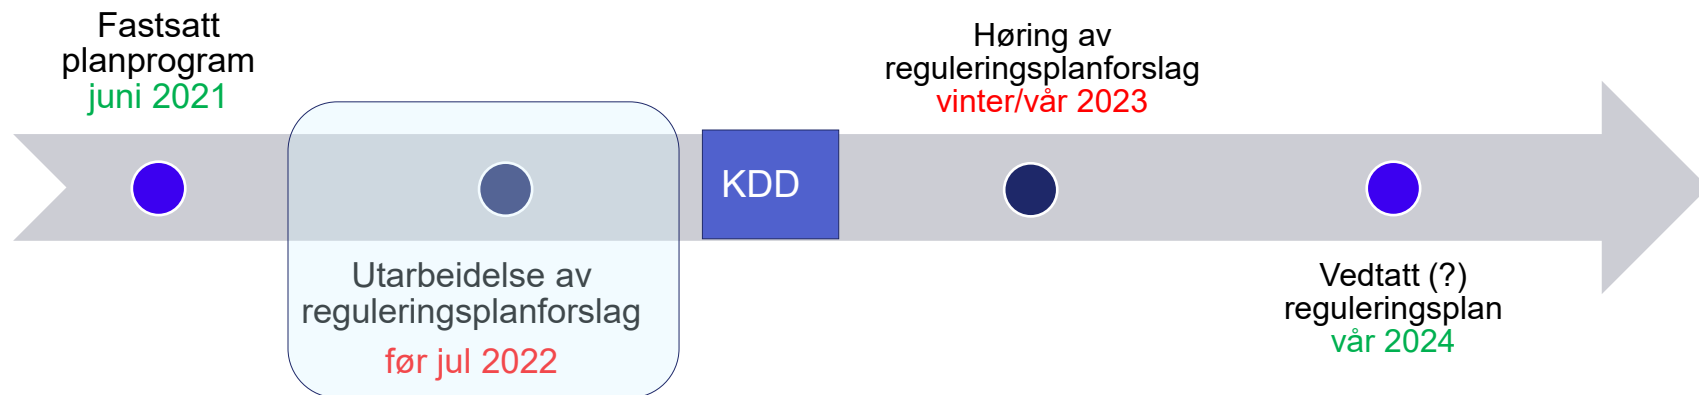 Fastsatt
planprogram
juni 2021
Utarbeidelse av
reguleringsplanforslag
før jul 2022
KDD
Høring av
reguleringsplanforslag
vinter/vår 2023
Vedtatt (?)
reguleringsplan
vår 2024